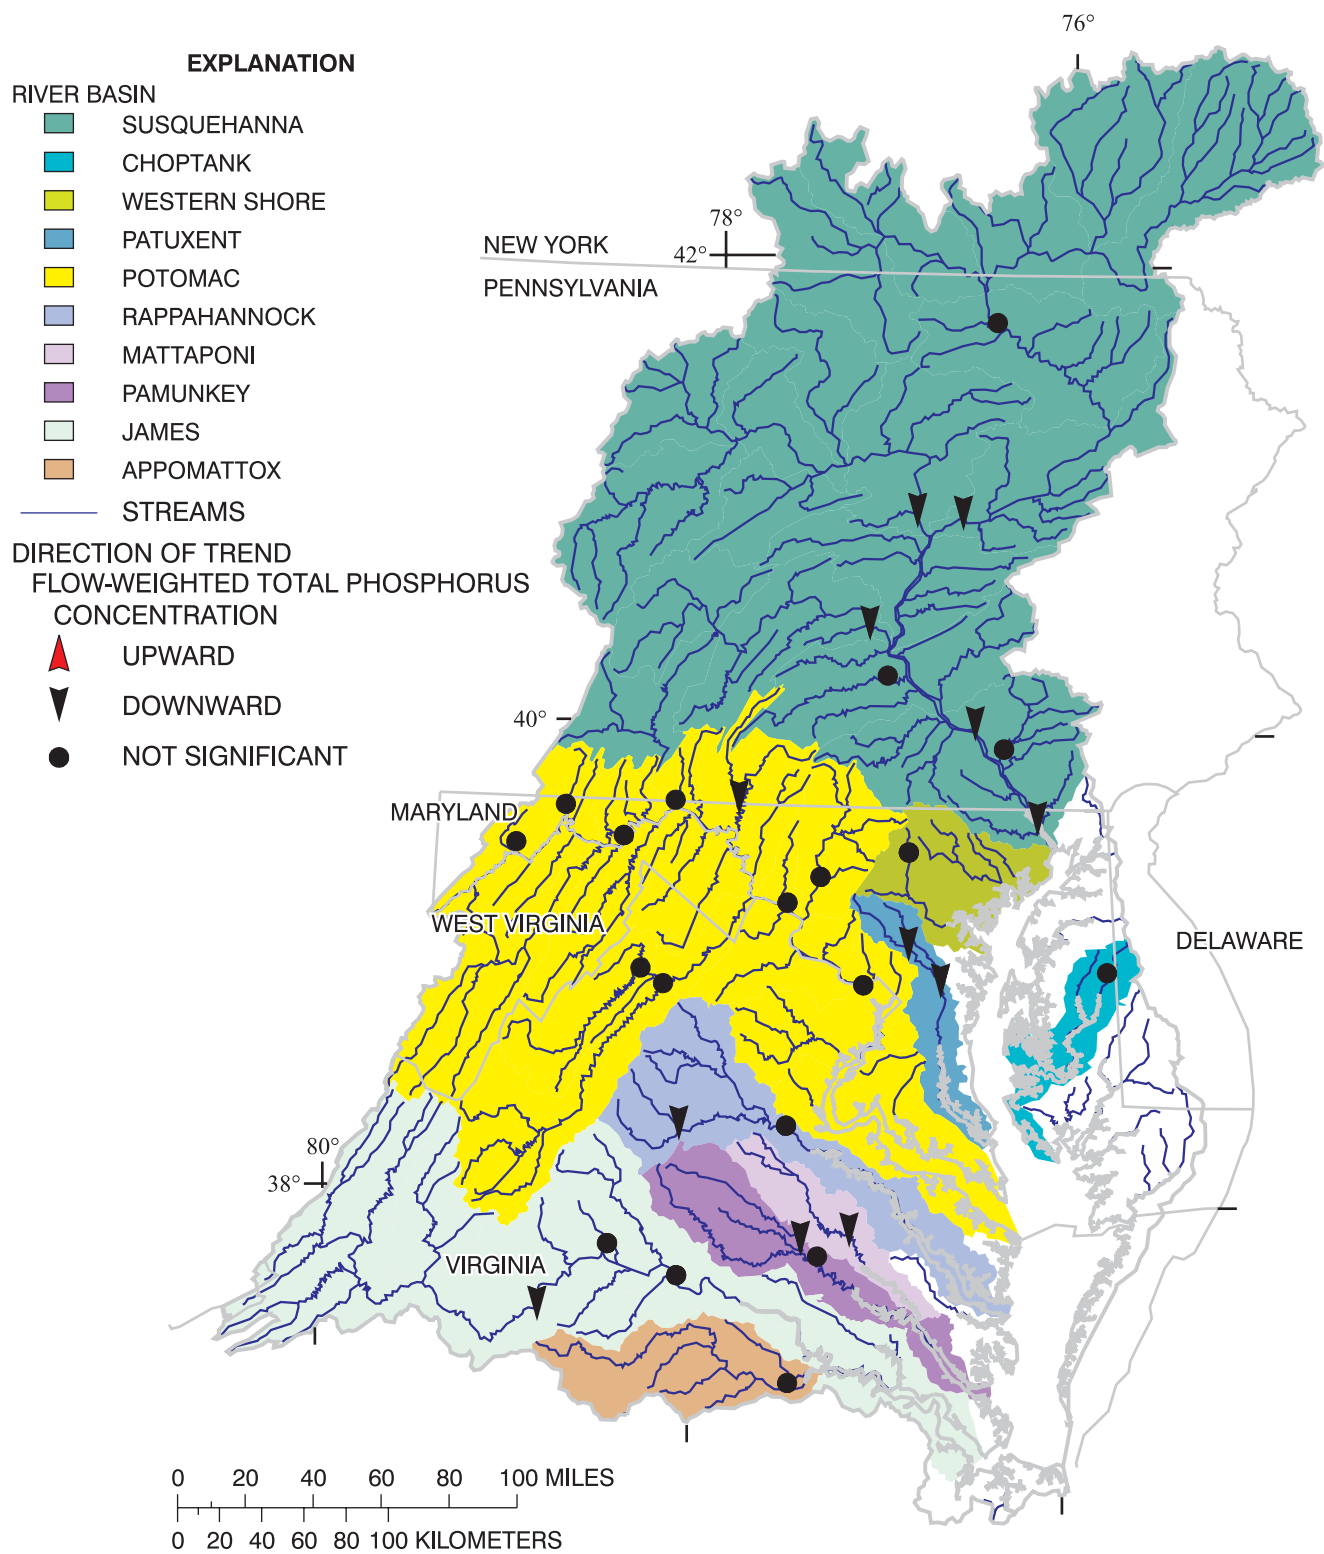 EXPLANATION
RIVER BASIN
SUSQUEHANNA
CHOPTANK
WESTERN SHORE
PATUXENT
POTOMAC
RAPPAHANNOCK
MATTAPONI
PAMUNKEY
JAMES
APPOMATTOX
STREAMS
DIRECTION OF TREND
FLOW-WEIGHTED TOTAL PHOSPHORUS
CONCENTRATION
UPWARD
DOWNWARD
NOT SIGNIFICANT
76°
78°
42°
NEW YORK
PENNSYLVANIA
40°
MARYLAND
WEST VIRGINIA
DELAWARE
80°
38°
VIRGINIA
0 20 40 60 80 100 MILES
0 20 40 60 80 100 KILOMETERS